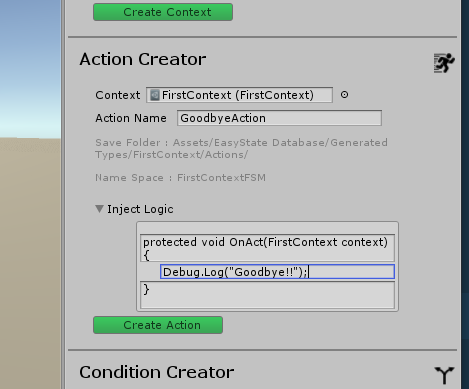 Create Context
Action Creator
Context FirstContext (FirstContext)
Action Name GoodbyeAction
Save Folder : Assets/EasyState Database/Generated
Types/FirstContext/Actions/
Name Space : FirstContextFSM
Inject Logic
protected void OnAct(FirstContext context)
{
Debug.Log("Goodbye!!");
}
Create Action
Condition Creator